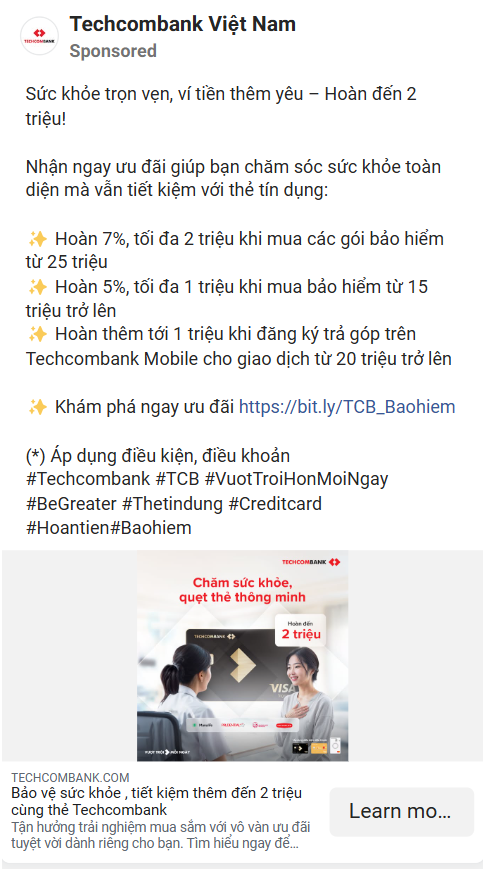 Techcombank Việt Nam
Sponsored
Sức khỏe trọn vẹn, ví tiền thêm yêu – Hoàn đến 2
triệu!
Nhận ngay ưu đãi giúp bạn chăm sóc sức khỏe toàn
diện mà vẫn tiết kiệm với thẻ tín dụng:
✨ Hoàn 7%, tối đa 2 triệu khi mua các gói bảo hiểm
từ 25 triệu
✨ Hoàn 5%, tối đa 1 triệu khi mua bảo hiểm từ 15
triệu trở lên
✨ Hoàn thêm tới 1 triệu khi đăng ký trả góp trên
Techcombank Mobile cho giao dịch từ 20 triệu trở lên
✨ Khám phá ngay ưu đãi https://bit.ly/TCB_Baohiem
(*) Áp dụng điều kiện, điều khoản
#Techcombank #TCB #VuotTroiHonMoiNgay
#BeGreater #Thetindung #Creditcard
#Hoantien#Baohiem
TECHCOMBANK
Chăm sức khỏe,
quẹt thẻ thông minh
Hoàn đến
2 triệu
TECHCOMBANK
VISA
VƯỢT TRỘI MỖI NGÀY
TECHCOMBANK.COM
Bảo vệ sức khỏe , tiết kiệm thêm đến 2 triệu
cùng thẻ Techcombank
Tận hưởng trải nghiệm mua sắm với vô vàn ưu đãi
tuyệt vời dành riêng cho bạn. Tìm hiểu ngay để...
Learn mo...